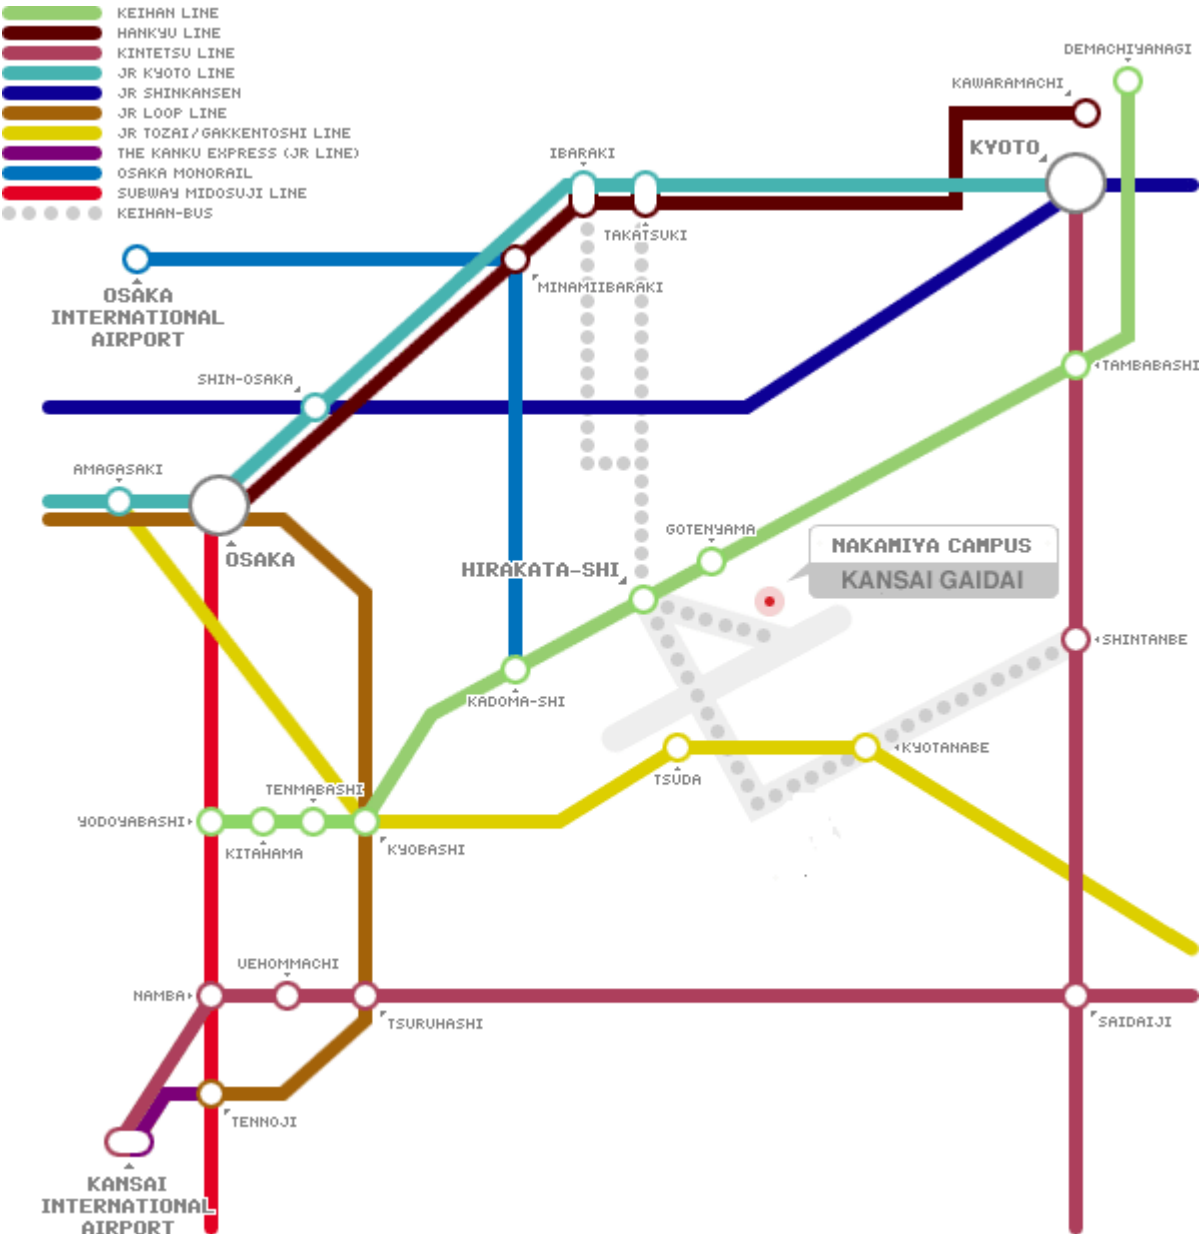 KEIHAN LINE
HANKYU LINE
KINTETSU LINE
JR KYOTO LINE
JR SHINKANSEN
JR LOOP LINE
JR TOZAI/GAKKENTOSHI LINE
THE KANKU EXPRESS (JR LINE)
OSAKA MONORAIL
SUBWAY MIDOSUJI LINE
KEIHAN-BUS
DEMACHIYANAGI
KAWARAMACHI
KYOTO
IBARAKI
TAKATSUKI
MINAMIIBARAKI
OSAKA
INTERNATIONAL
AIRPORT
TAMBABASHI
SHIN-OSAKA
AMAGASAKI
OSAKA
GOTENYAMA
HIRAKATA-SHI
NAKAMIYA CAMPUS
KANSAI GAIDAI
SHINTANBE
KADOMA-SHI
KYOTANABE
TSUDA
TENMABASHI
YODOYABASHI
KITAHAMA
KYOBASHI
UEHOMMACHI
NAMBA
TSURUHASHI
SAIDAIJI
TENNOJI
KANSAI
INTERNATIONAL
AIRPORT